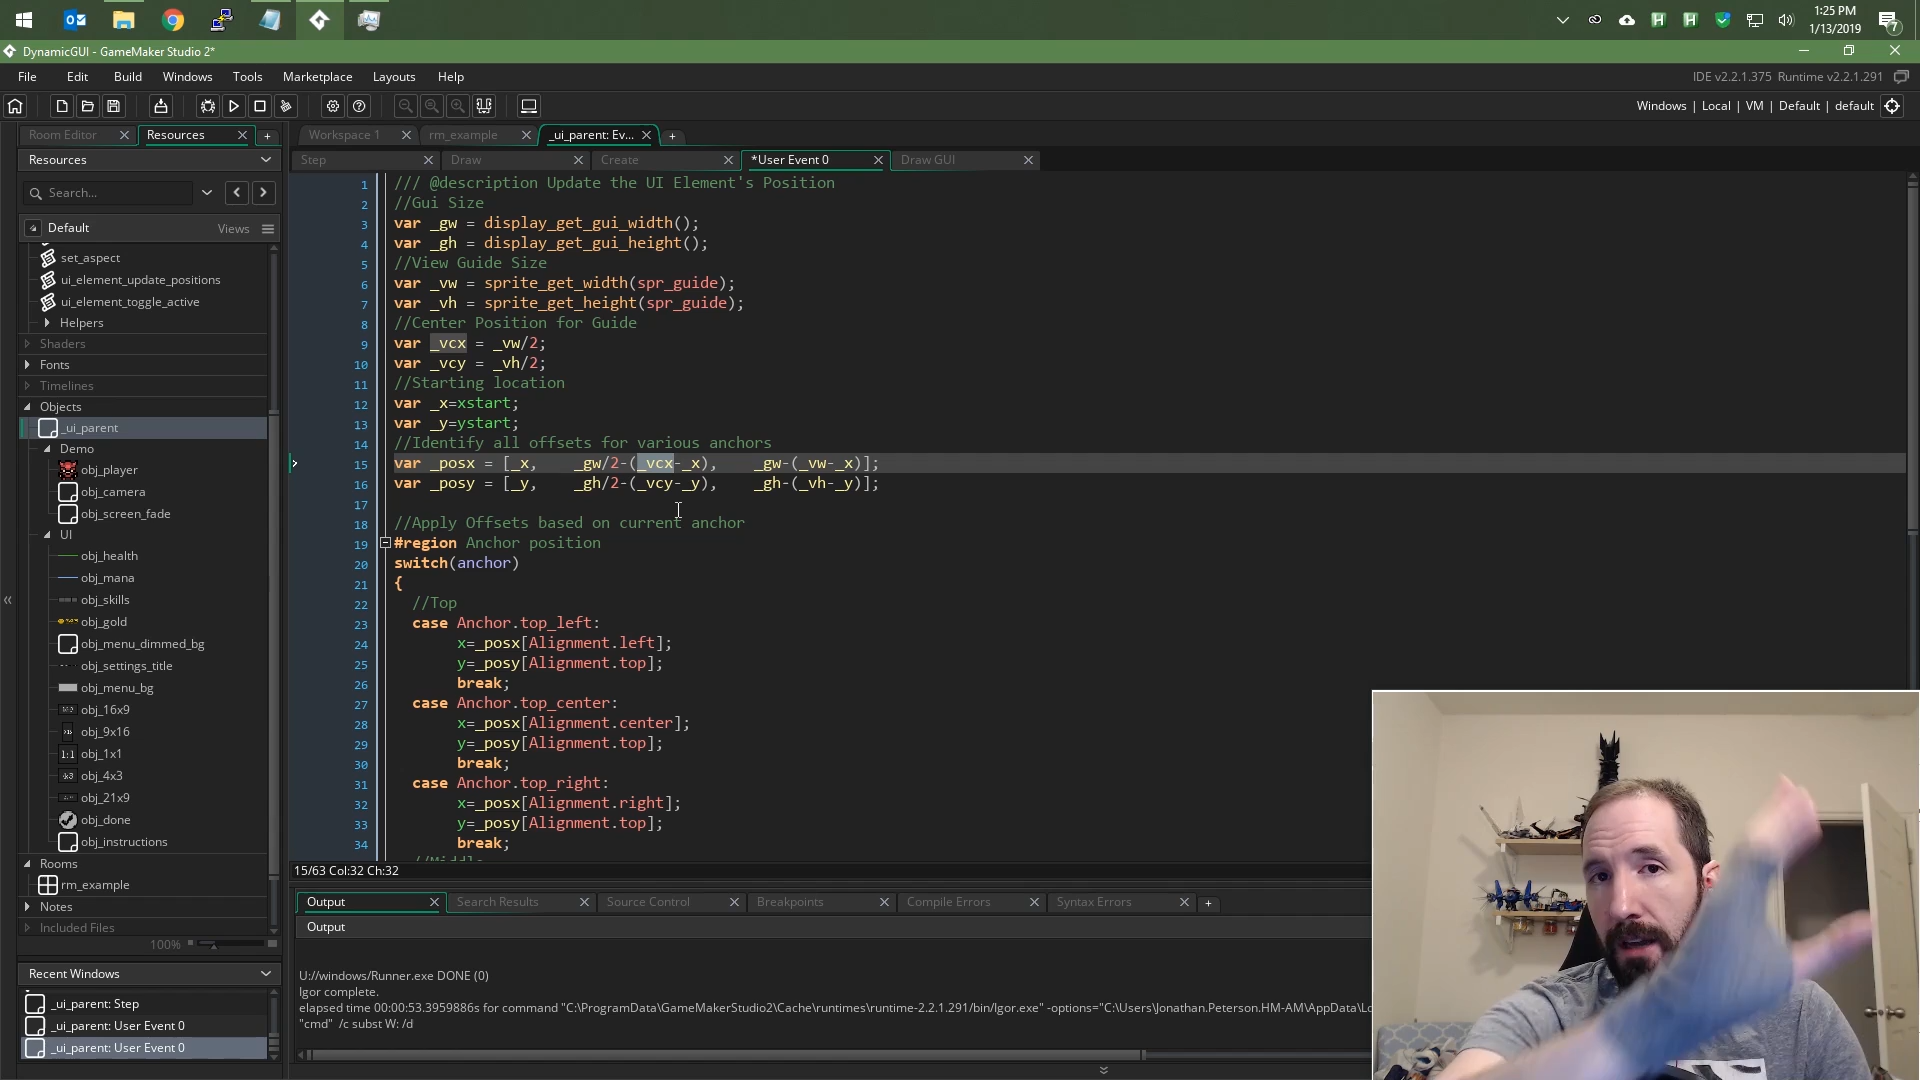 1:25 PM
1/13/2019
7
DynamicGUI - GameMaker Studio 2*
File Edit Build Windows Tools Marketplace Layouts Help
IDE v2.2.1.375 Runtime v2.2.1.291
Windows | Local | VM | Default | default
Room Editor
Resources
Workspace 1
rm_example
_ui_parent: Ev...
Resources
Step
Draw
Create
*User Event 0
Draw GUI
Search...
Default
Views
set_aspect
ui_element_update_positions
ui_element_toggle_active
Helpers
Shaders
Fonts
Timelines
Objects
_ui_parent
Demo
obj_player
obj_camera
obj_screen_fade
UI
obj_health
obj_mana
obj_skills
obj_gold
obj_menu_dimmed_bg
obj_settings_title
obj_menu_bg
obj_16x9
obj_9x16
obj_1x1
obj_4x3
obj_21x9
obj_done
obj_instructions
Rooms
rm_example
Notes
Included Files
100%
Recent Windows
_ui_parent: Step
_ui_parent: User Event 0
_ui_parent: User Event 0
1 /// @description Update the UI Element's Position
2 //Gui Size
3 var _gw = display_get_gui_width();
4 var _gh = display_get_gui_height();
5 //View Guide Size
6 var _vw = sprite_get_width(spr_guide);
7 var _vh = sprite_get_height(spr_guide);
8 //Center Position for Guide
9 var _vcx = _vw/2;
10 var _vcy = _vh/2;
11 //Starting location
12 var _x=xstart;
13 var _y=ystart;
14 //Identify all offsets for various anchors
15 var _posx = [_x, _gw/2-(_vcx-_x), _gw-(_vw-_x)];
16 var _posy = [_y, _gh/2-(_vcy-_y), _gh-(_vh-_y)];
17
18 //Apply Offsets based on current anchor
19 #region Anchor position
20 switch(anchor)
21 {
22 //Top
23 case Anchor.top_left:
24 x=_posx[Alignment.left];
25 y=_posy[Alignment.top];
26 break;
27 case Anchor.top_center:
28 x=_posx[Alignment.center];
29 y=_posy[Alignment.top];
30 break;
31 case Anchor.top_right:
32 x=_posx[Alignment.right];
33 y=_posy[Alignment.top];
34 break;
//Middle
15/63 Col:32 Ch:32
Output
Search Results
Source Control
Breakpoints
Compile Errors
Syntax Errors
Output
U://windows/Runner.exe DONE (0)
Igor complete.
elapsed time 00:00:53.3959886s for command "C:\ProgramData\GameMakerStudio2\Cache\runtimes\runtime-2.2.1.291/bin/Igor.exe" -options="C:\Users\Jonathan.Peterson.HM-AM\AppData\Lo
"cmd" /c subst W: /d